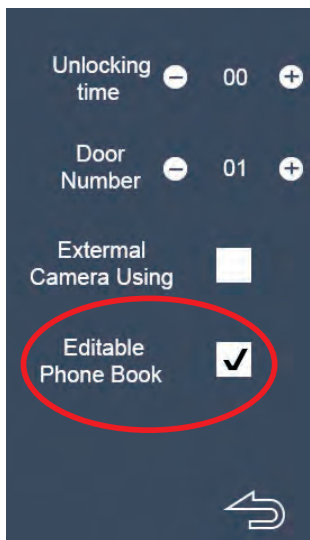 Unlocking
time
00
Door
Number
01
Extermal
Camera Using
Editable
Phone Book